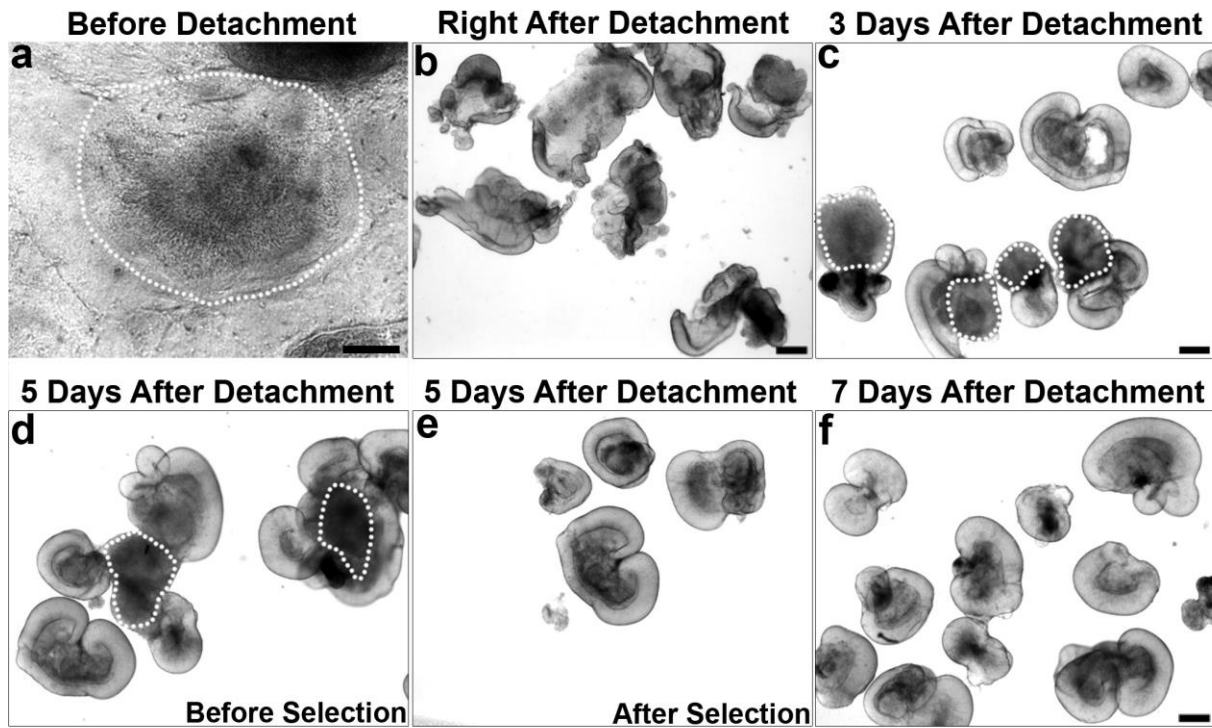 Before Detachment
a
Right After Detachment
b
3 Days After Detachment
c
5 Days After Detachment
d
Before Selection
5 Days After Detachment
e
After Selection
7 Days After Detachment
f